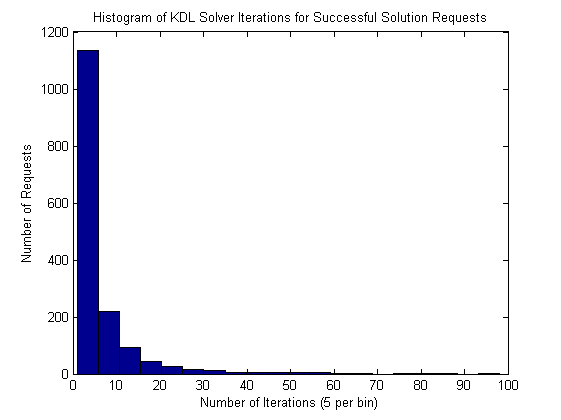 Histogram of KDL Solver Iterations for Successful Solution Requests
1200
1000
800
600
400
200
0
Number of Requests
0 10 20 30 40 50 60 70 80 90 100
Number of Iterations (5 per bin)